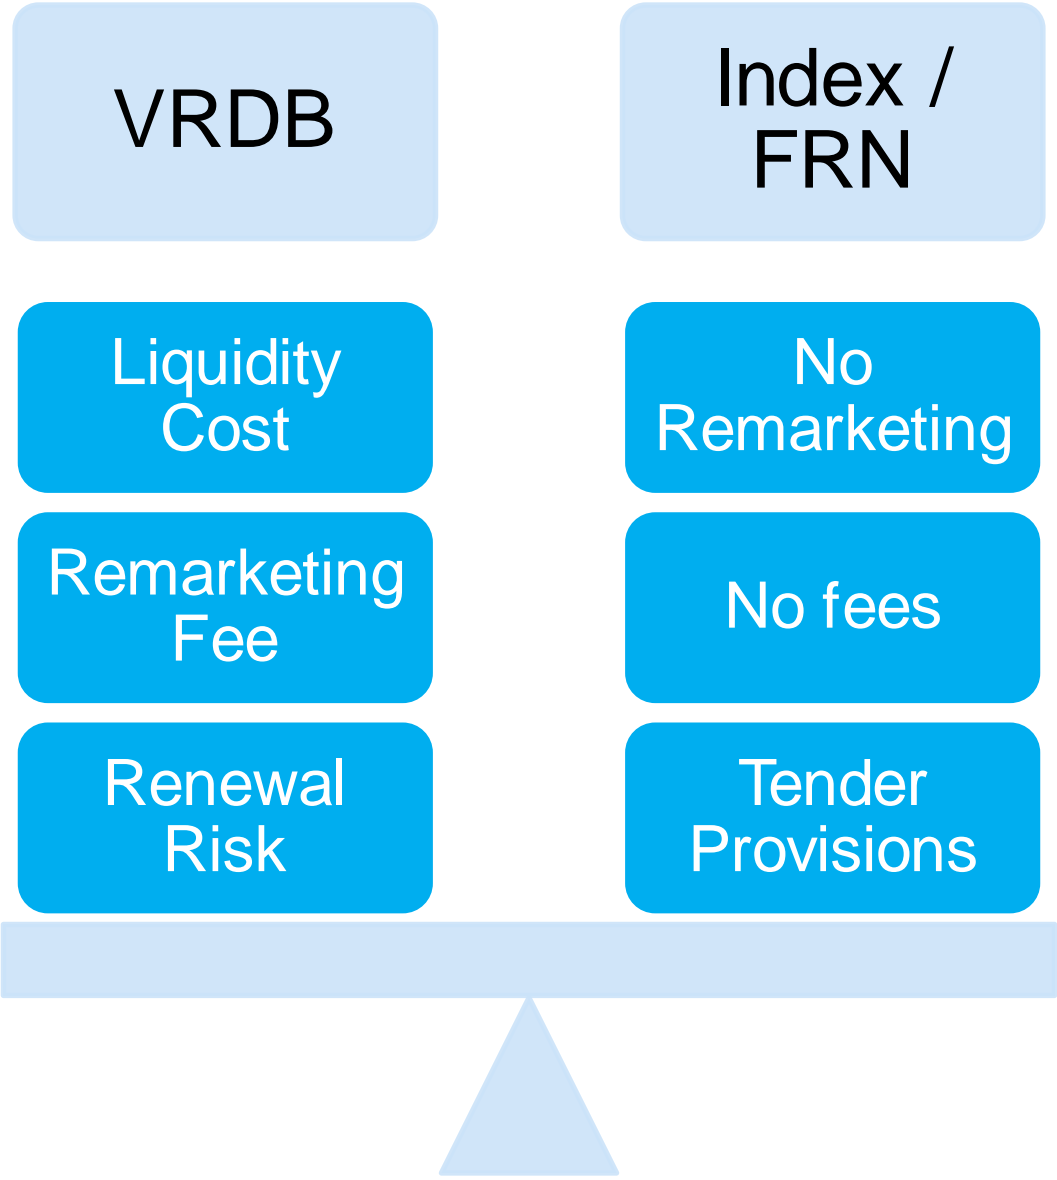 VRDB
Liquidity
Cost
Remarketing
Fee
Renewal
Risk
Index /
FRN
No
Remarketing
No fees
Tender
Provisions